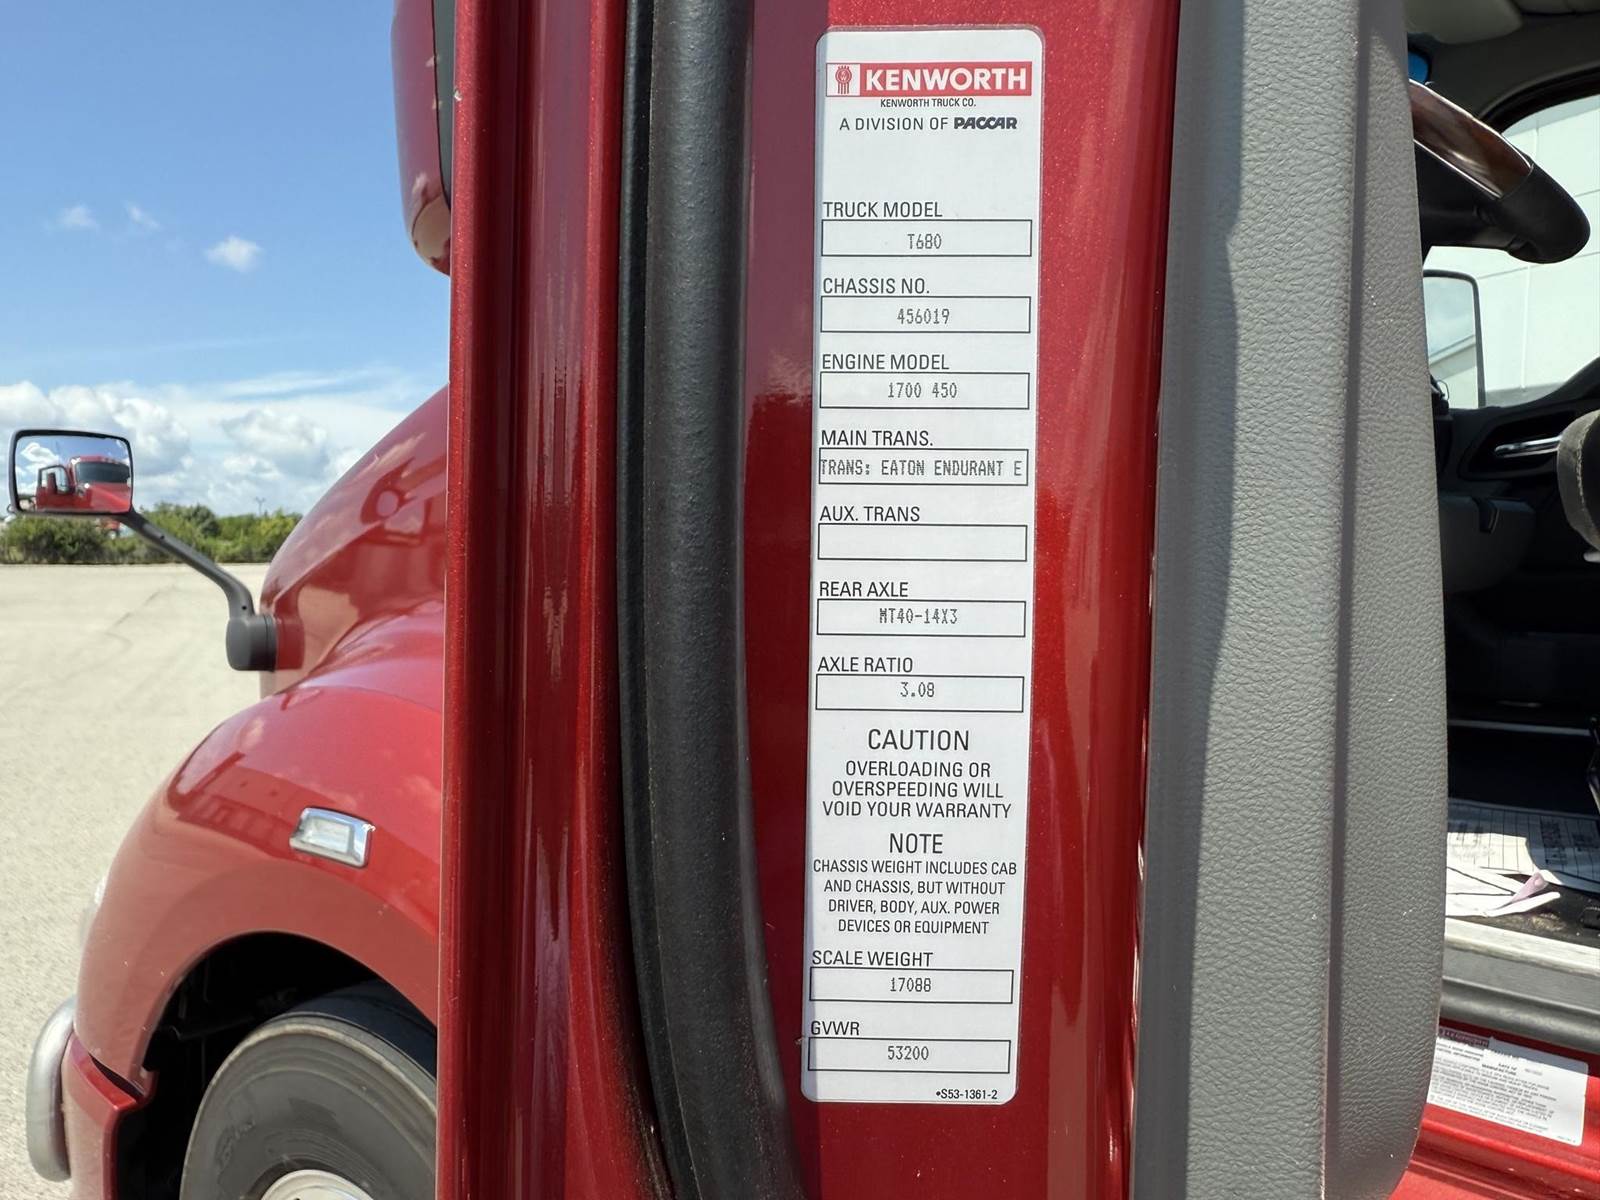 KENWORTH
KENWORTH TRUCK CO.
A DIVISION OF PACCAR
TRUCK MODEL
T680
CHASSIS NO.
456019
ENGINE MODEL
1700 450
MAIN TRANS.
TRANS: EATON ENDURANT E
AUX. TRANS
REAR AXLE
MT40-14X3
AXLE RATIO
3.08
CAUTION
OVERLOADING OR
OVERSPEEDING WILL
VOID YOUR WARRANTY
NOTE
CHASSIS WEIGHT INCLUDES CAB
AND CHASSIS, BUT WITHOUT
DRIVER, BODY, AUX. POWER
DEVICES OR EQUIPMENT
SCALE WEIGHT
17088
GVWR
53200
•S53-1361-2
KENWORTH